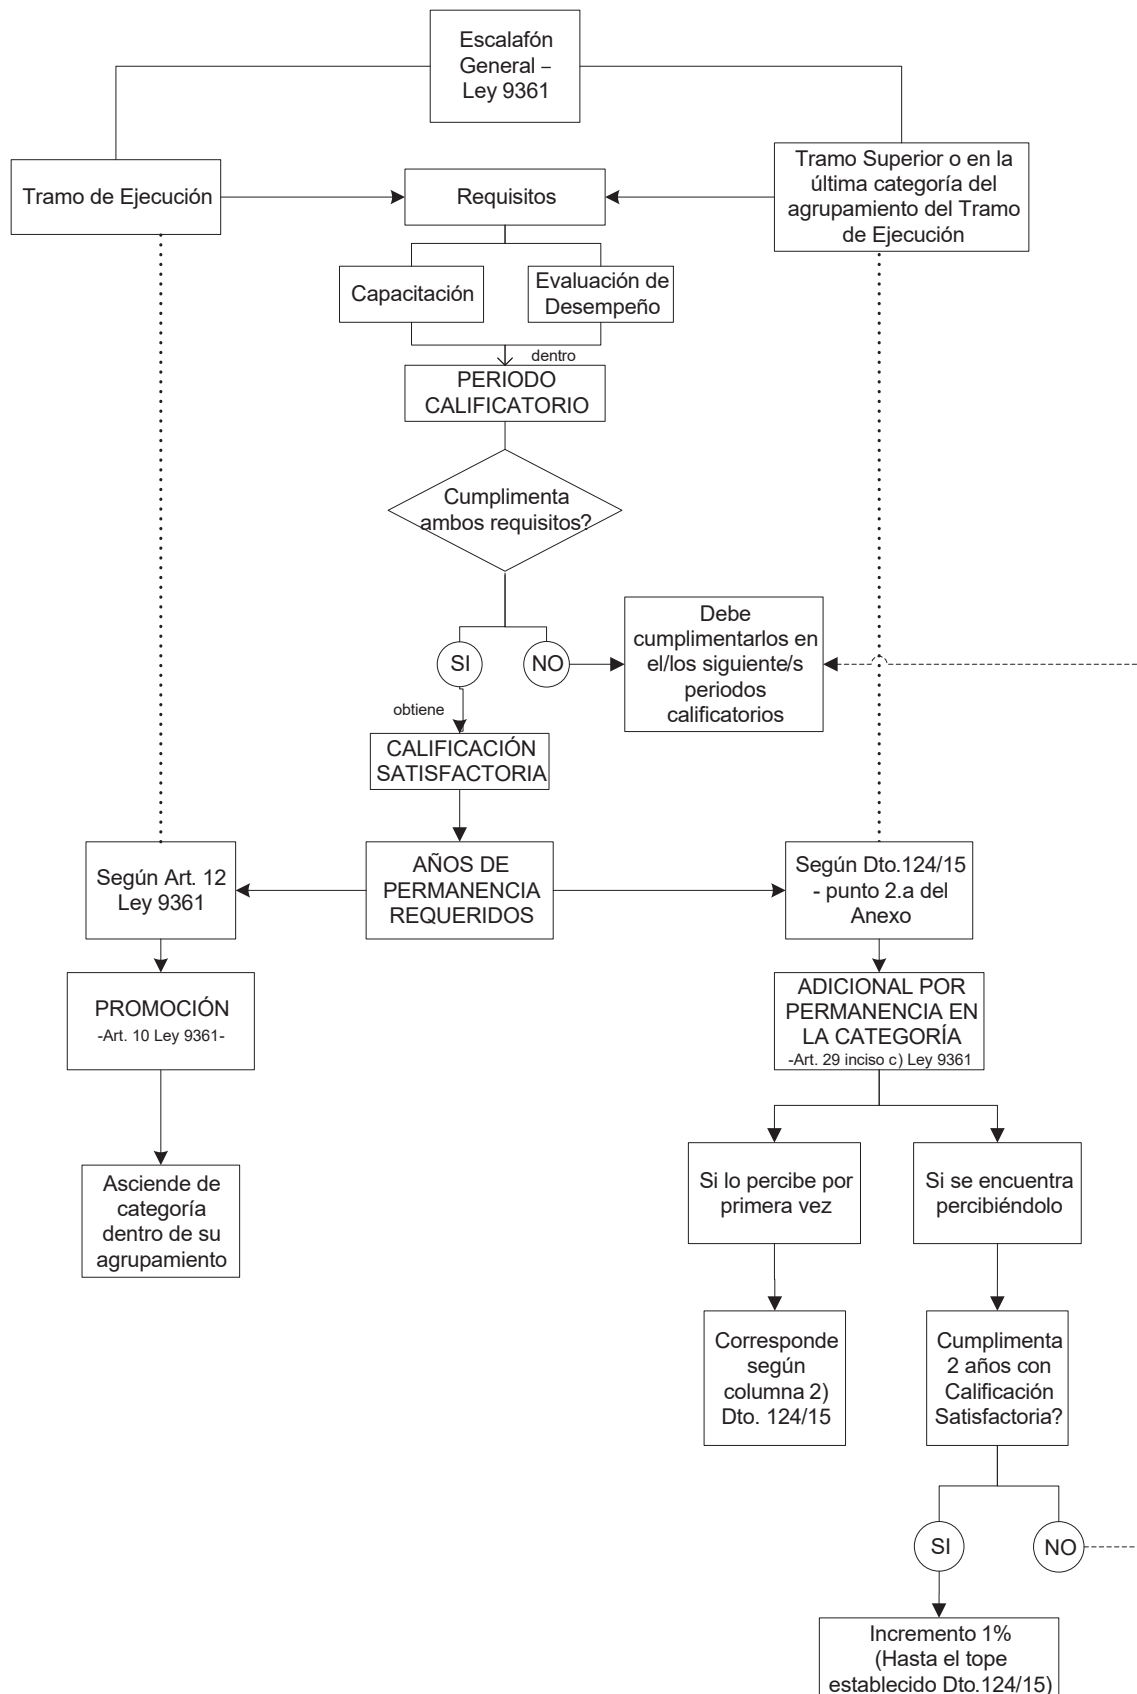 Escalafón
General –
Ley 9361
Tramo de Ejecución
Requisitos
Tramo Superior o en la
última categoría del
agrupamiento del Tramo
de Ejecución
Capacitación
Evaluación de
Desempeño
dentro
PERIODO
CALIFICATORIO
Cumplimenta
ambos requisitos?
SI
NO
Debe
cumplimentarlos en
el/los siguiente/s
periodos
calificatorios
obtiene
CALIFICACIÓN
SATISFACTORIA
Según Art. 12
Ley 9361
AÑOS DE
PERMANENCIA
REQUERIDOS
Según Dto.124/15
- punto 2.a del
Anexo
PROMOCIÓN
-Art. 10 Ley 9361-
ADICIONAL POR
PERMANENCIA EN
LA CATEGORÍA
-Art. 29 inciso c) Ley 9361
Asciende de
categoría
dentro de su
agrupamiento
Si lo percibe por
primera vez
Si se encuentra
percibiéndolo
Corresponde
según
columna 2)
Dto. 124/15
Cumplimenta
2 años con
Calificación
Satisfactoria?
SI
NO
Incremento 1%
(Hasta el tope
establecido Dto.124/15)